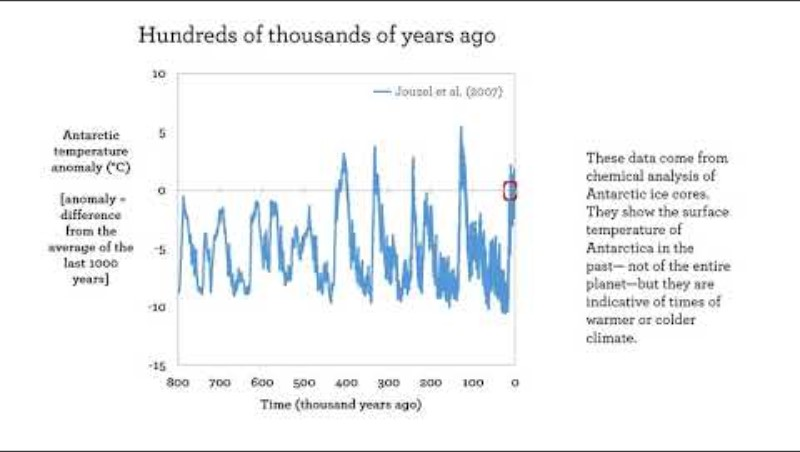 Hundreds of thousands of years ago
10
5
0
-5
-10
-15
Jouzel et al. (2007)
Antarctic
temperature
anomaly (°C)
[anomaly =
difference
from the
average of the
last 1000
years]
800 700 600 500 400 300 200 100 0
Time (thousand years ago)
These data come from
chemical analysis of
Antarctic ice cores.
They show the surface
temperature of
Antarctica in the
past— not of the entire
planet—but they are
indicative of times of
warmer or colder
climate.